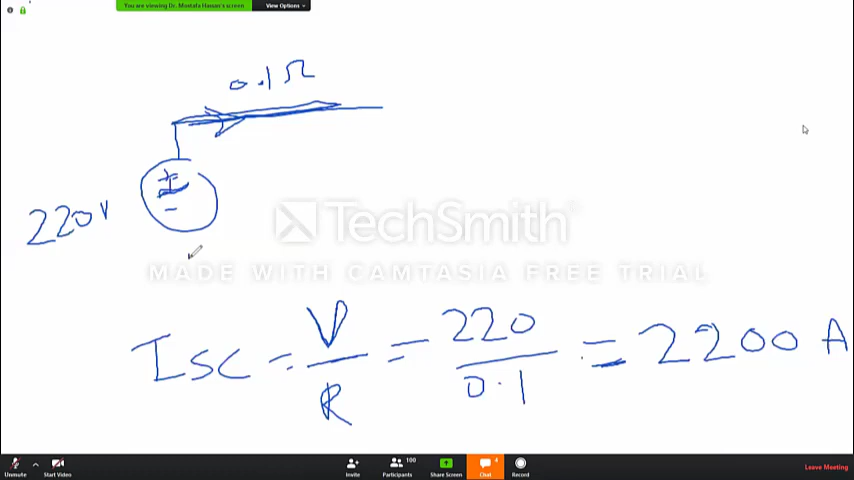 You are viewing Dr. Mostafa Hassan's screen
View Options
0.1 Ω
+
-
220 V
TechSmith
MADE WITH CAMTASIA FREE TRIAL
Isc = V/R = 220/0.1 = 2200 A
Unmute
Start Video
Invite
100
Participants
Share Screen
4
Chat
Record
Leave Meeting